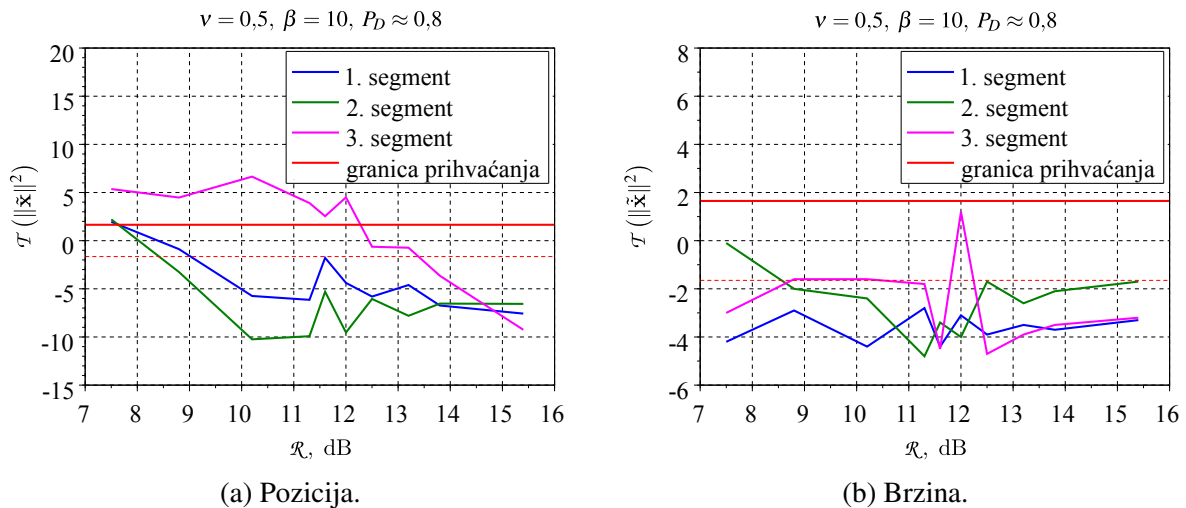 ν = 0,5, β = 10, P_D ≈ 0,8
20
15
10
5
0
-5
-10
-15
7 8 9 10 11 12 13 14 15 16
𝒯 (‖x̃‖²)
ℛ, dB
1. segment
2. segment
3. segment
granica prihvaćanja
(a) Pozicija.
ν = 0,5, β = 10, P_D ≈ 0,8
8
6
4
2
0
-2
-4
-6
7 8 9 10 11 12 13 14 15 16
𝒯 (‖x̃̇‖²)
ℛ, dB
1. segment
2. segment
3. segment
granica prihvaćanja
(b) Brzina.